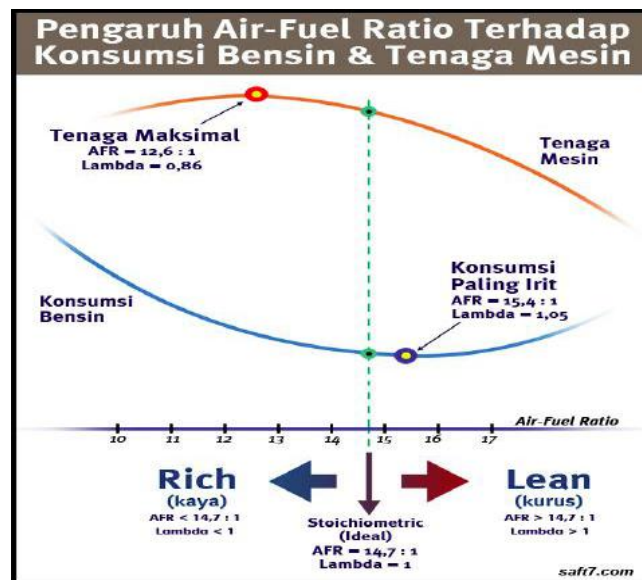 Pengaruh Air-Fuel Ratio Terhadap
Konsumsi Bensin & Tenaga Mesin
Tenaga Maksimal
AFR = 12,6 : 1
Lambda = 0,86
Tenaga
Mesin
Konsumsi
Bensin
Konsumsi
Paling Irit
AFR = 15,4 : 1
Lambda = 1,05
Air-Fuel Ratio
10 11 12 13 14 15 16 17
Rich
(kaya)
AFR < 14,7 : 1
Lambda < 1
Stoichiometric
(Ideal)
AFR = 14,7 : 1
Lambda = 1
Lean
(kurus)
AFR > 14,7 : 1
Lambda > 1
saft7.com